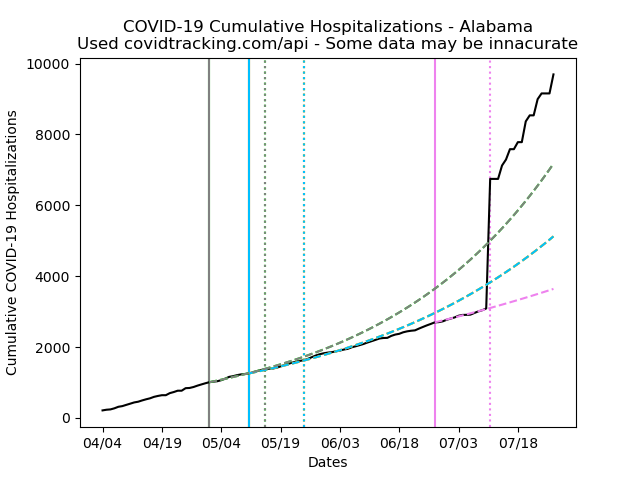 COVID-19 Cumulative Hospitalizations - Alabama
Used covidtracking.com/api - Some data may be innacurate
Cumulative COVID-19 Hospitalizations
10000
8000
6000
4000
2000
0
04/04 04/19 05/04 05/19 06/03 06/18 07/03 07/18
Dates